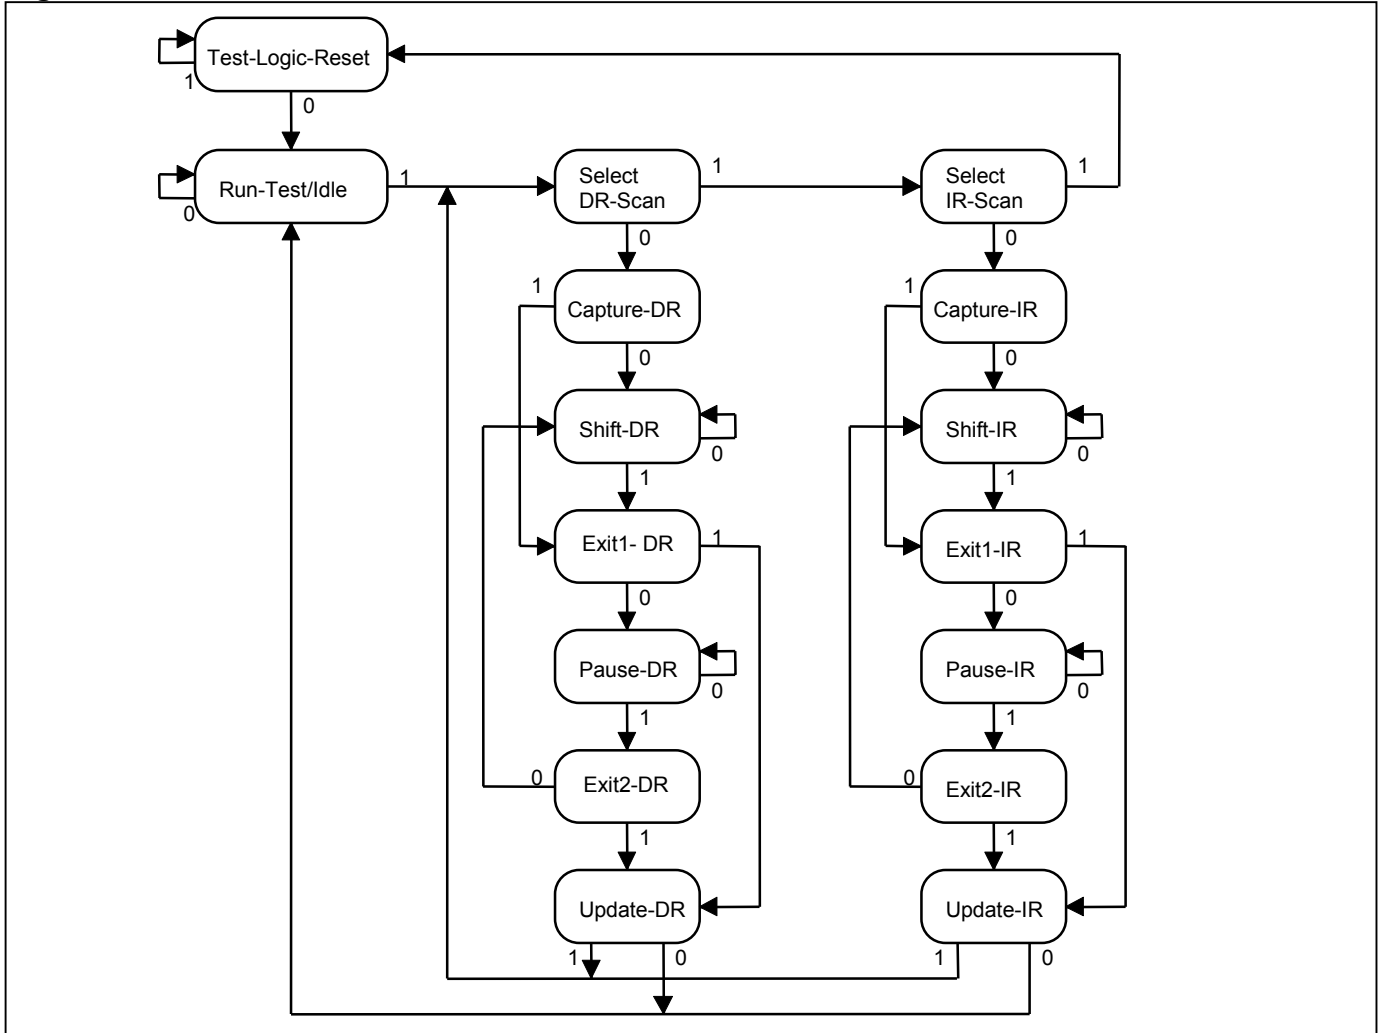 Test-Logic-Reset
1
0
Run-Test/Idle
0
1
Select
DR-Scan
1
0
Select
IR-Scan
1
0
1
Capture-DR
0
1
Capture-IR
0
Shift-DR
0
1
Shift-IR
0
1
Exit1- DR
1
0
Exit1-IR
1
0
Pause-DR
0
1
Pause-IR
0
1
0
Exit2-DR
1
0
Exit2-IR
1
Update-DR
1
0
Update-IR
1
0